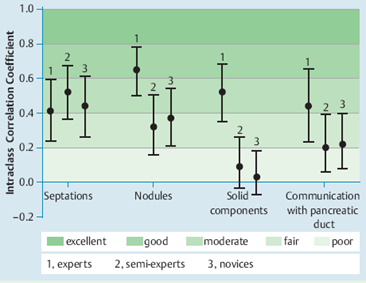 Intraclass Correlation Coefficient
1.0
0.8
0.6
0.4
0.2
0.0
−0.2
1 2 3
1 2 3
1 2 3
1 2 3
Septations Nodules Solid components Communication with pancreatic duct
excellent good moderate fair poor
1, experts 2, semi-experts 3, novices